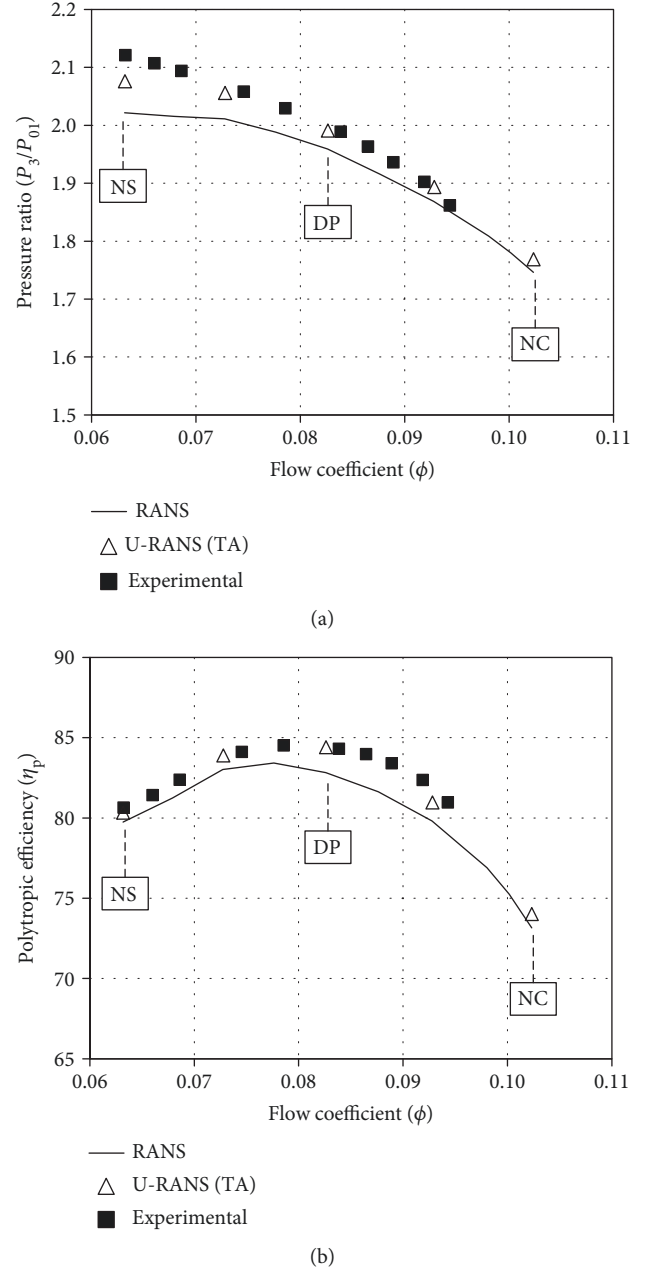 2.2
2.1
2.0
1.9
1.8
1.7
1.6
1.5
Pressure ratio (P3/P01)
NS
DP
NC
0.06 0.07 0.08 0.09 0.10 0.11
Flow coefficient (ϕ)
RANS
U-RANS (TA)
Experimental
(a)
90
85
80
75
70
65
Polytropic efficiency (ηp)
NS
DP
NC
0.06 0.07 0.08 0.09 0.10 0.11
Flow coefficient (ϕ)
RANS
U-RANS (TA)
Experimental
(b)